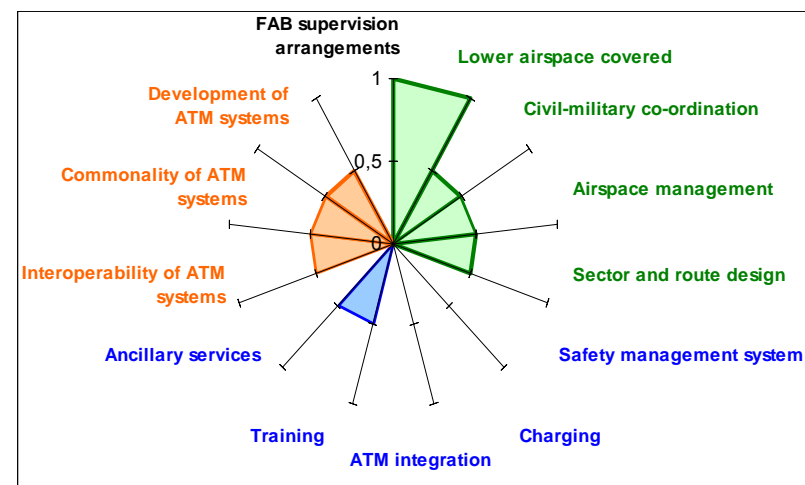 FAB supervision
arrangements
Lower airspace covered
1
Development of
ATM systems
Civil-military co-ordination
0,5
Commonality of ATM
systems
Airspace management
0
Interoperability of ATM
systems
Sector and route design
Ancillary services
Safety management system
Training
Charging
ATM integration